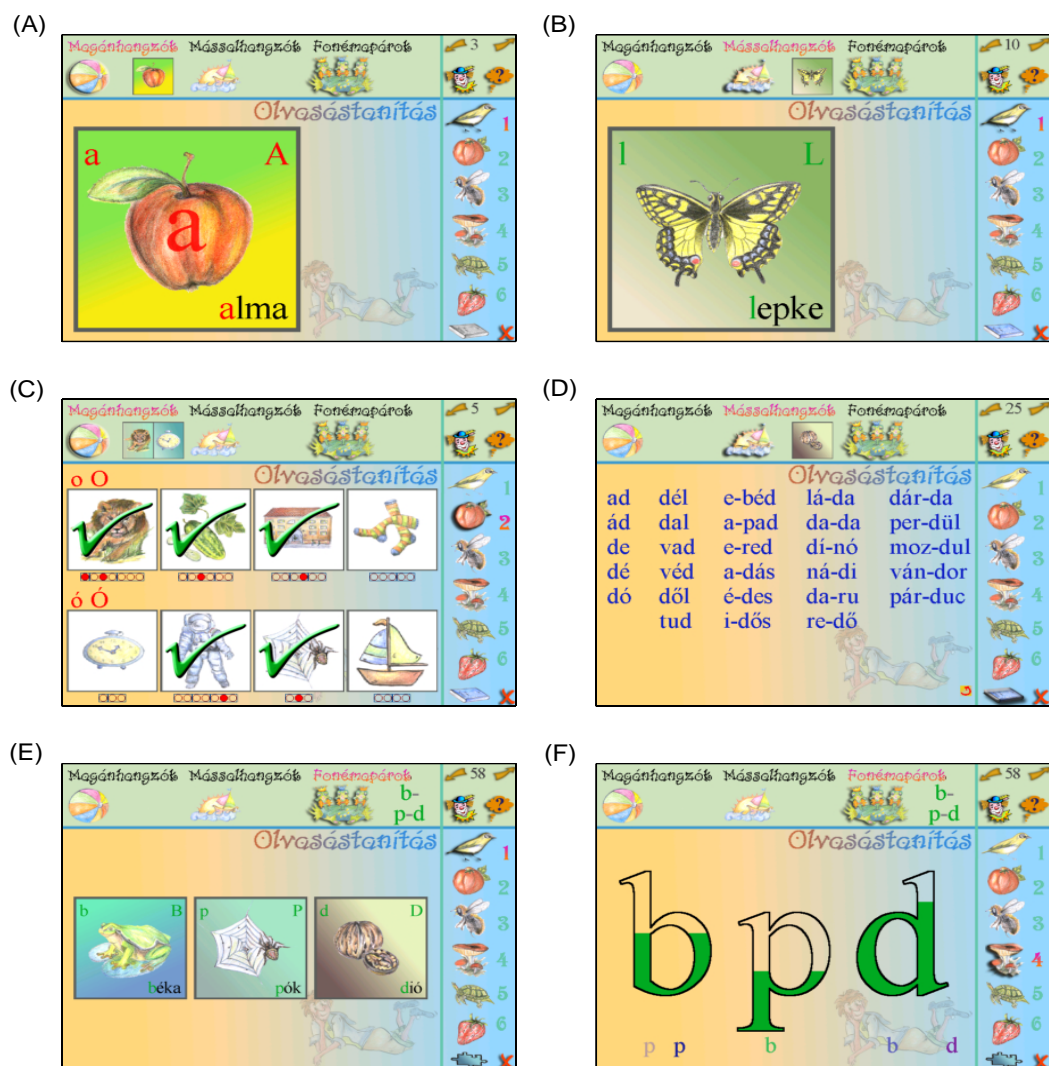 (A)
Magánhangzók Mássalhangzók Fonémapárok
3
?
Olvasástanítás
a A
a
alma
1
2
3
4
5
6
X
(B)
Magánhangzók Mássalhangzók Fonémapárok
10
?
Olvasástanítás
l L
lepke
1
2
3
4
5
6
X
(C)
Magánhangzók Mássalhangzók Fonémapárok
5
?
Olvasástanítás
o O
ó Ó
1
2
3
4
5
6
X
(D)
Magánhangzók Mássalhangzók Fonémapárok
25
?
Olvasástanítás
ad dél e-béd lá-da dár-da
ád dal a-pad da-da per-dül
de vad e-red dí-nó moz-dul
dé véd a-dás ná-di ván-dor
dó dől é-des da-ru pár-duc
tud i-dős re-dő
1
2
3
4
5
6
X
(E)
Magánhangzók Mássalhangzók Fonémapárok
58
b-
p-d
?
Olvasástanítás
b B p P d D
béka pók dió
1
2
3
4
5
6
X
(F)
Magánhangzók Mássalhangzók Fonémapárok
58
b-
p-d
?
Olvasástanítás
b p d
p p b b d
1
2
3
4
5
6
X